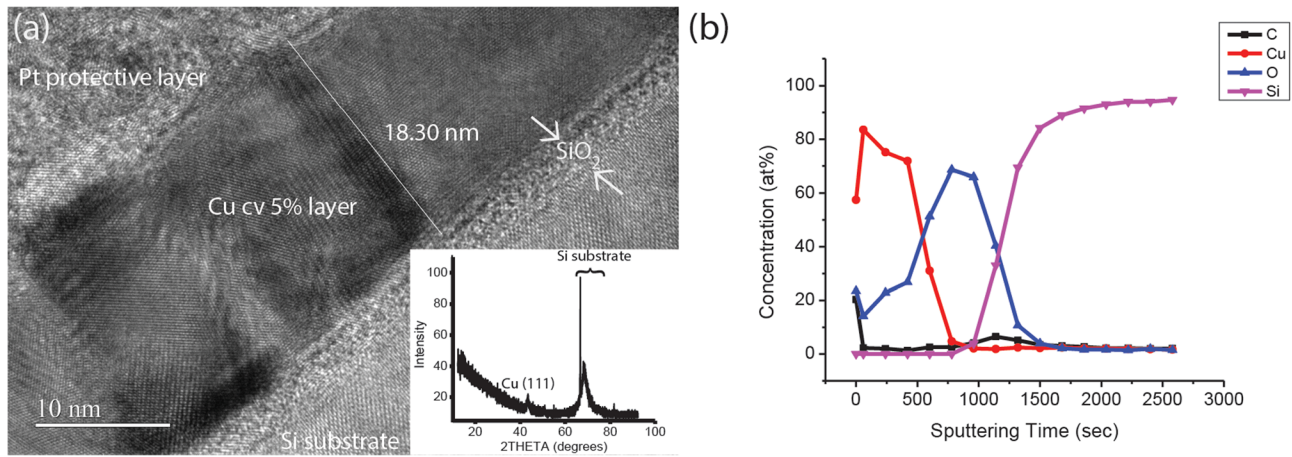 (a)
Pt protective layer
18.30 nm
SiO2
Cu cv 5% layer
10 nm
Si substrate
Si substrate
100
80
60
40
20
Intensity
Cu (111)
20 40 60 80 100
2THETA (degrees)
(b)
C
Cu
O
Si
100
80
60
40
20
0
Concentration (at%)
0 500 1000 1500 2000 2500 3000
Sputtering Time (sec)